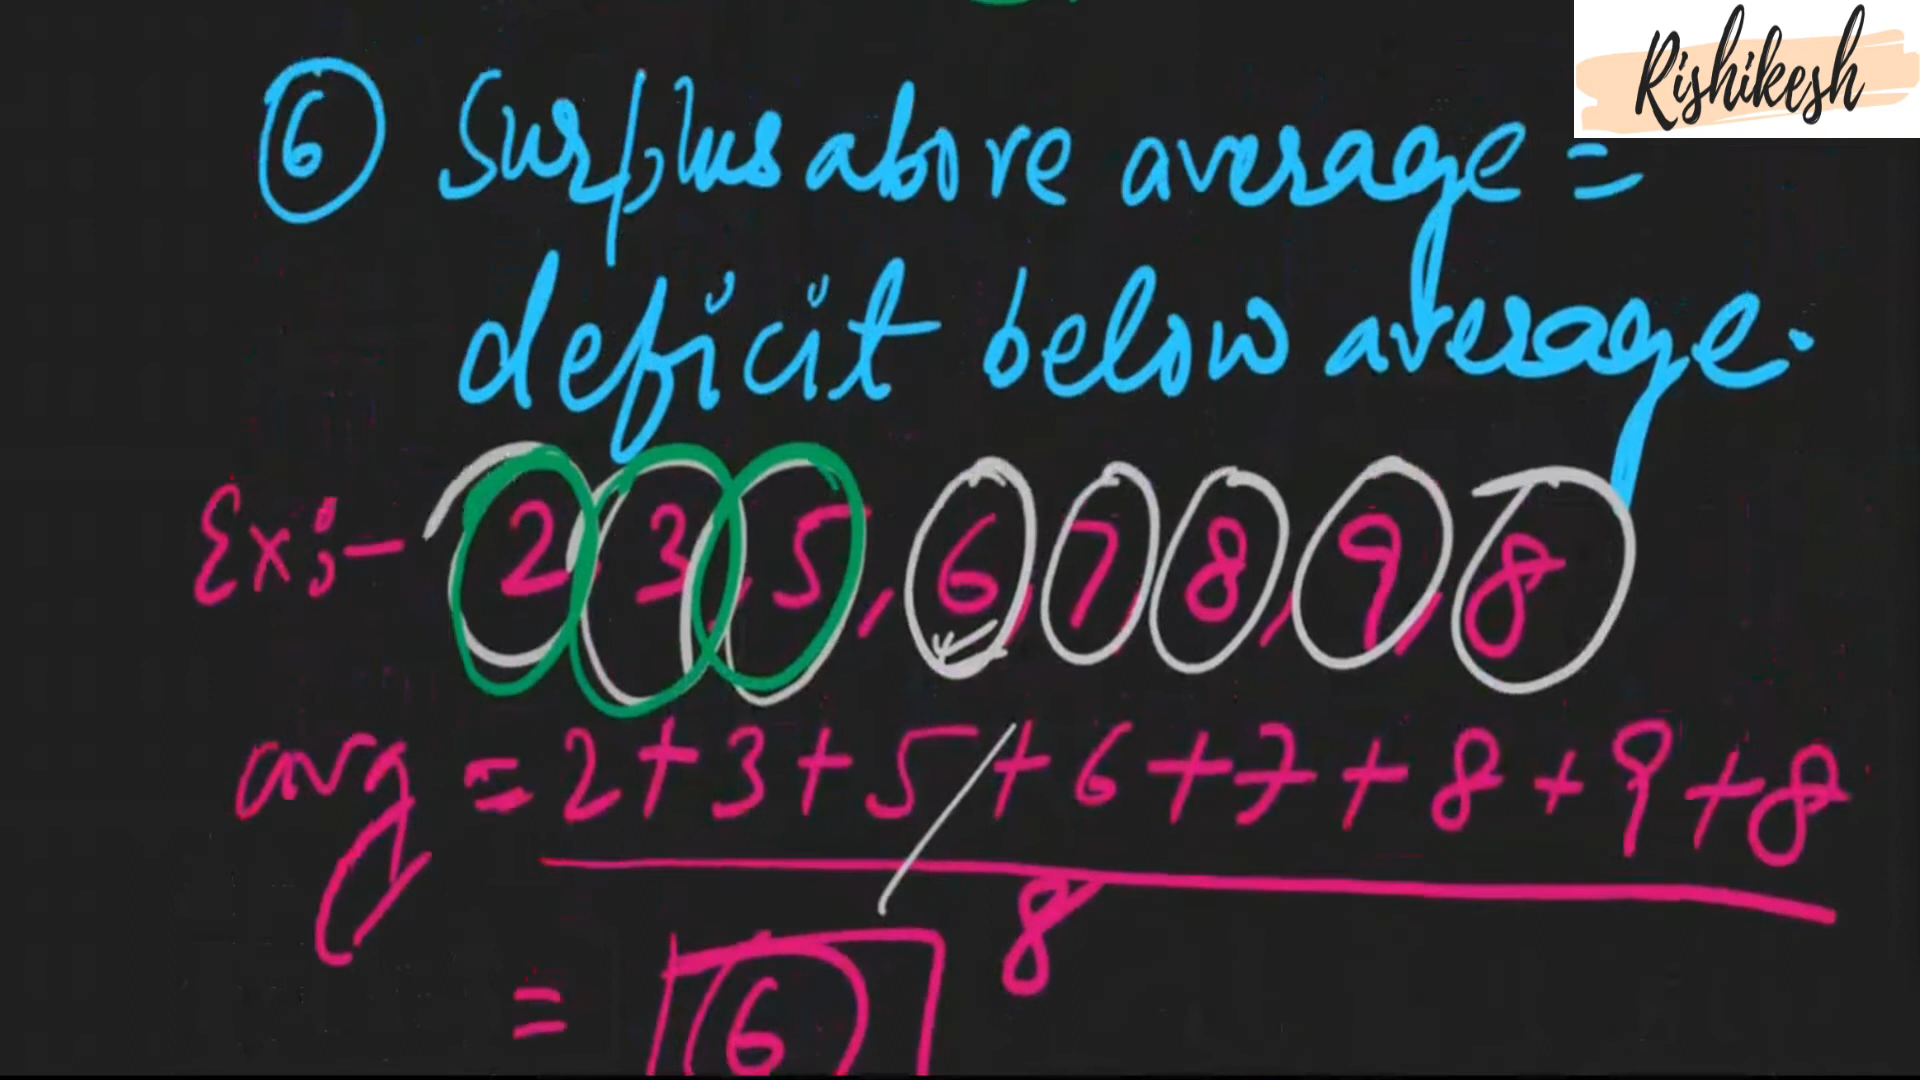 Rishikesh
6 Surplus above average =
deficit below average.
Ex:- 2, 3, 5, 6, 7, 8, 9, 8
avg = 2+3+5+6+7+8+9+8
8
= 6